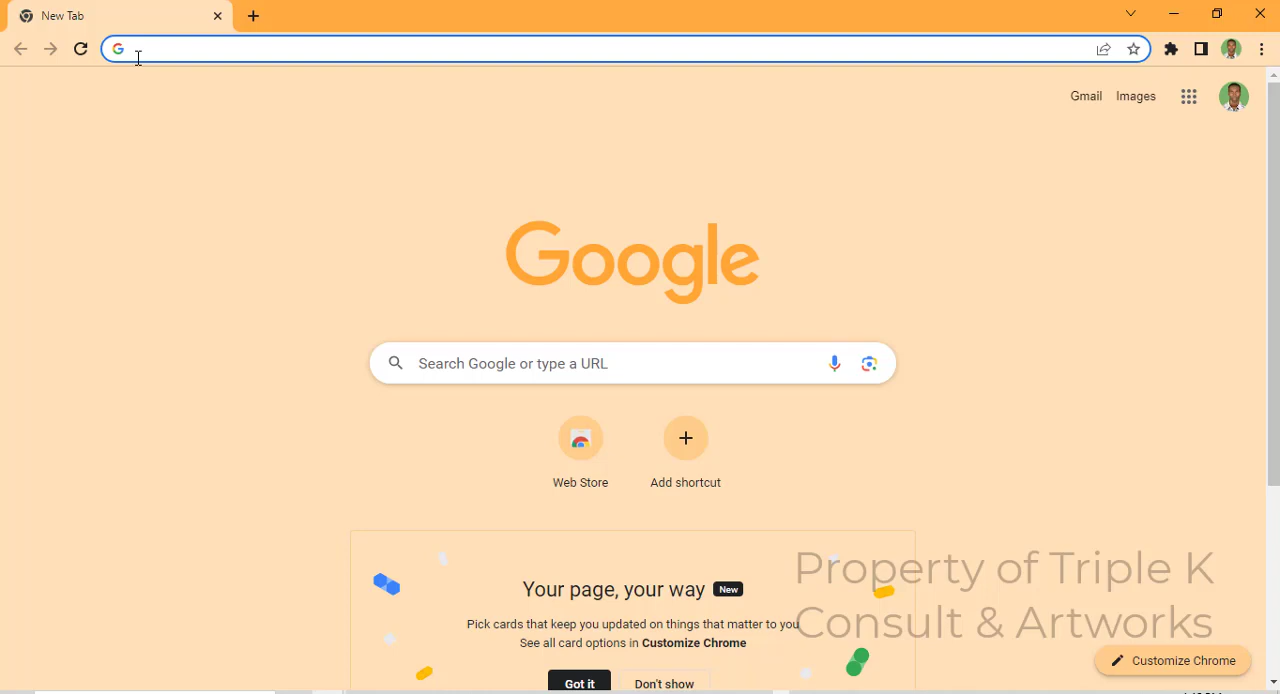 New Tab
Gmail Images
Google
Search Google or type a URL
Web Store
Add shortcut
Your page, your way New
Pick cards that keep you updated on things that matter to you
See all card options in Customize Chrome
Got it
Don't show
Property of Triple K
Consult & Artworks
Customize Chrome